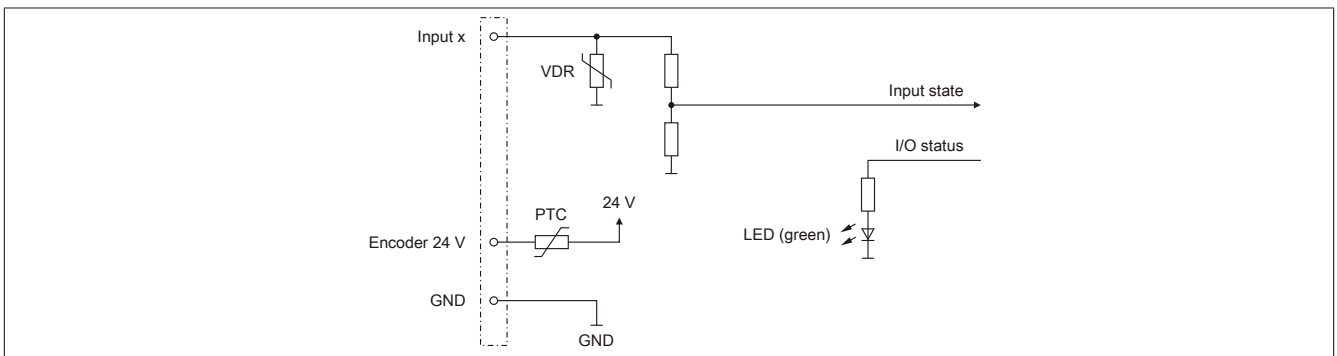 Input x
VDR
Input state
I/O status
24 V
PTC
LED (green)
Encoder 24 V
GND
GND